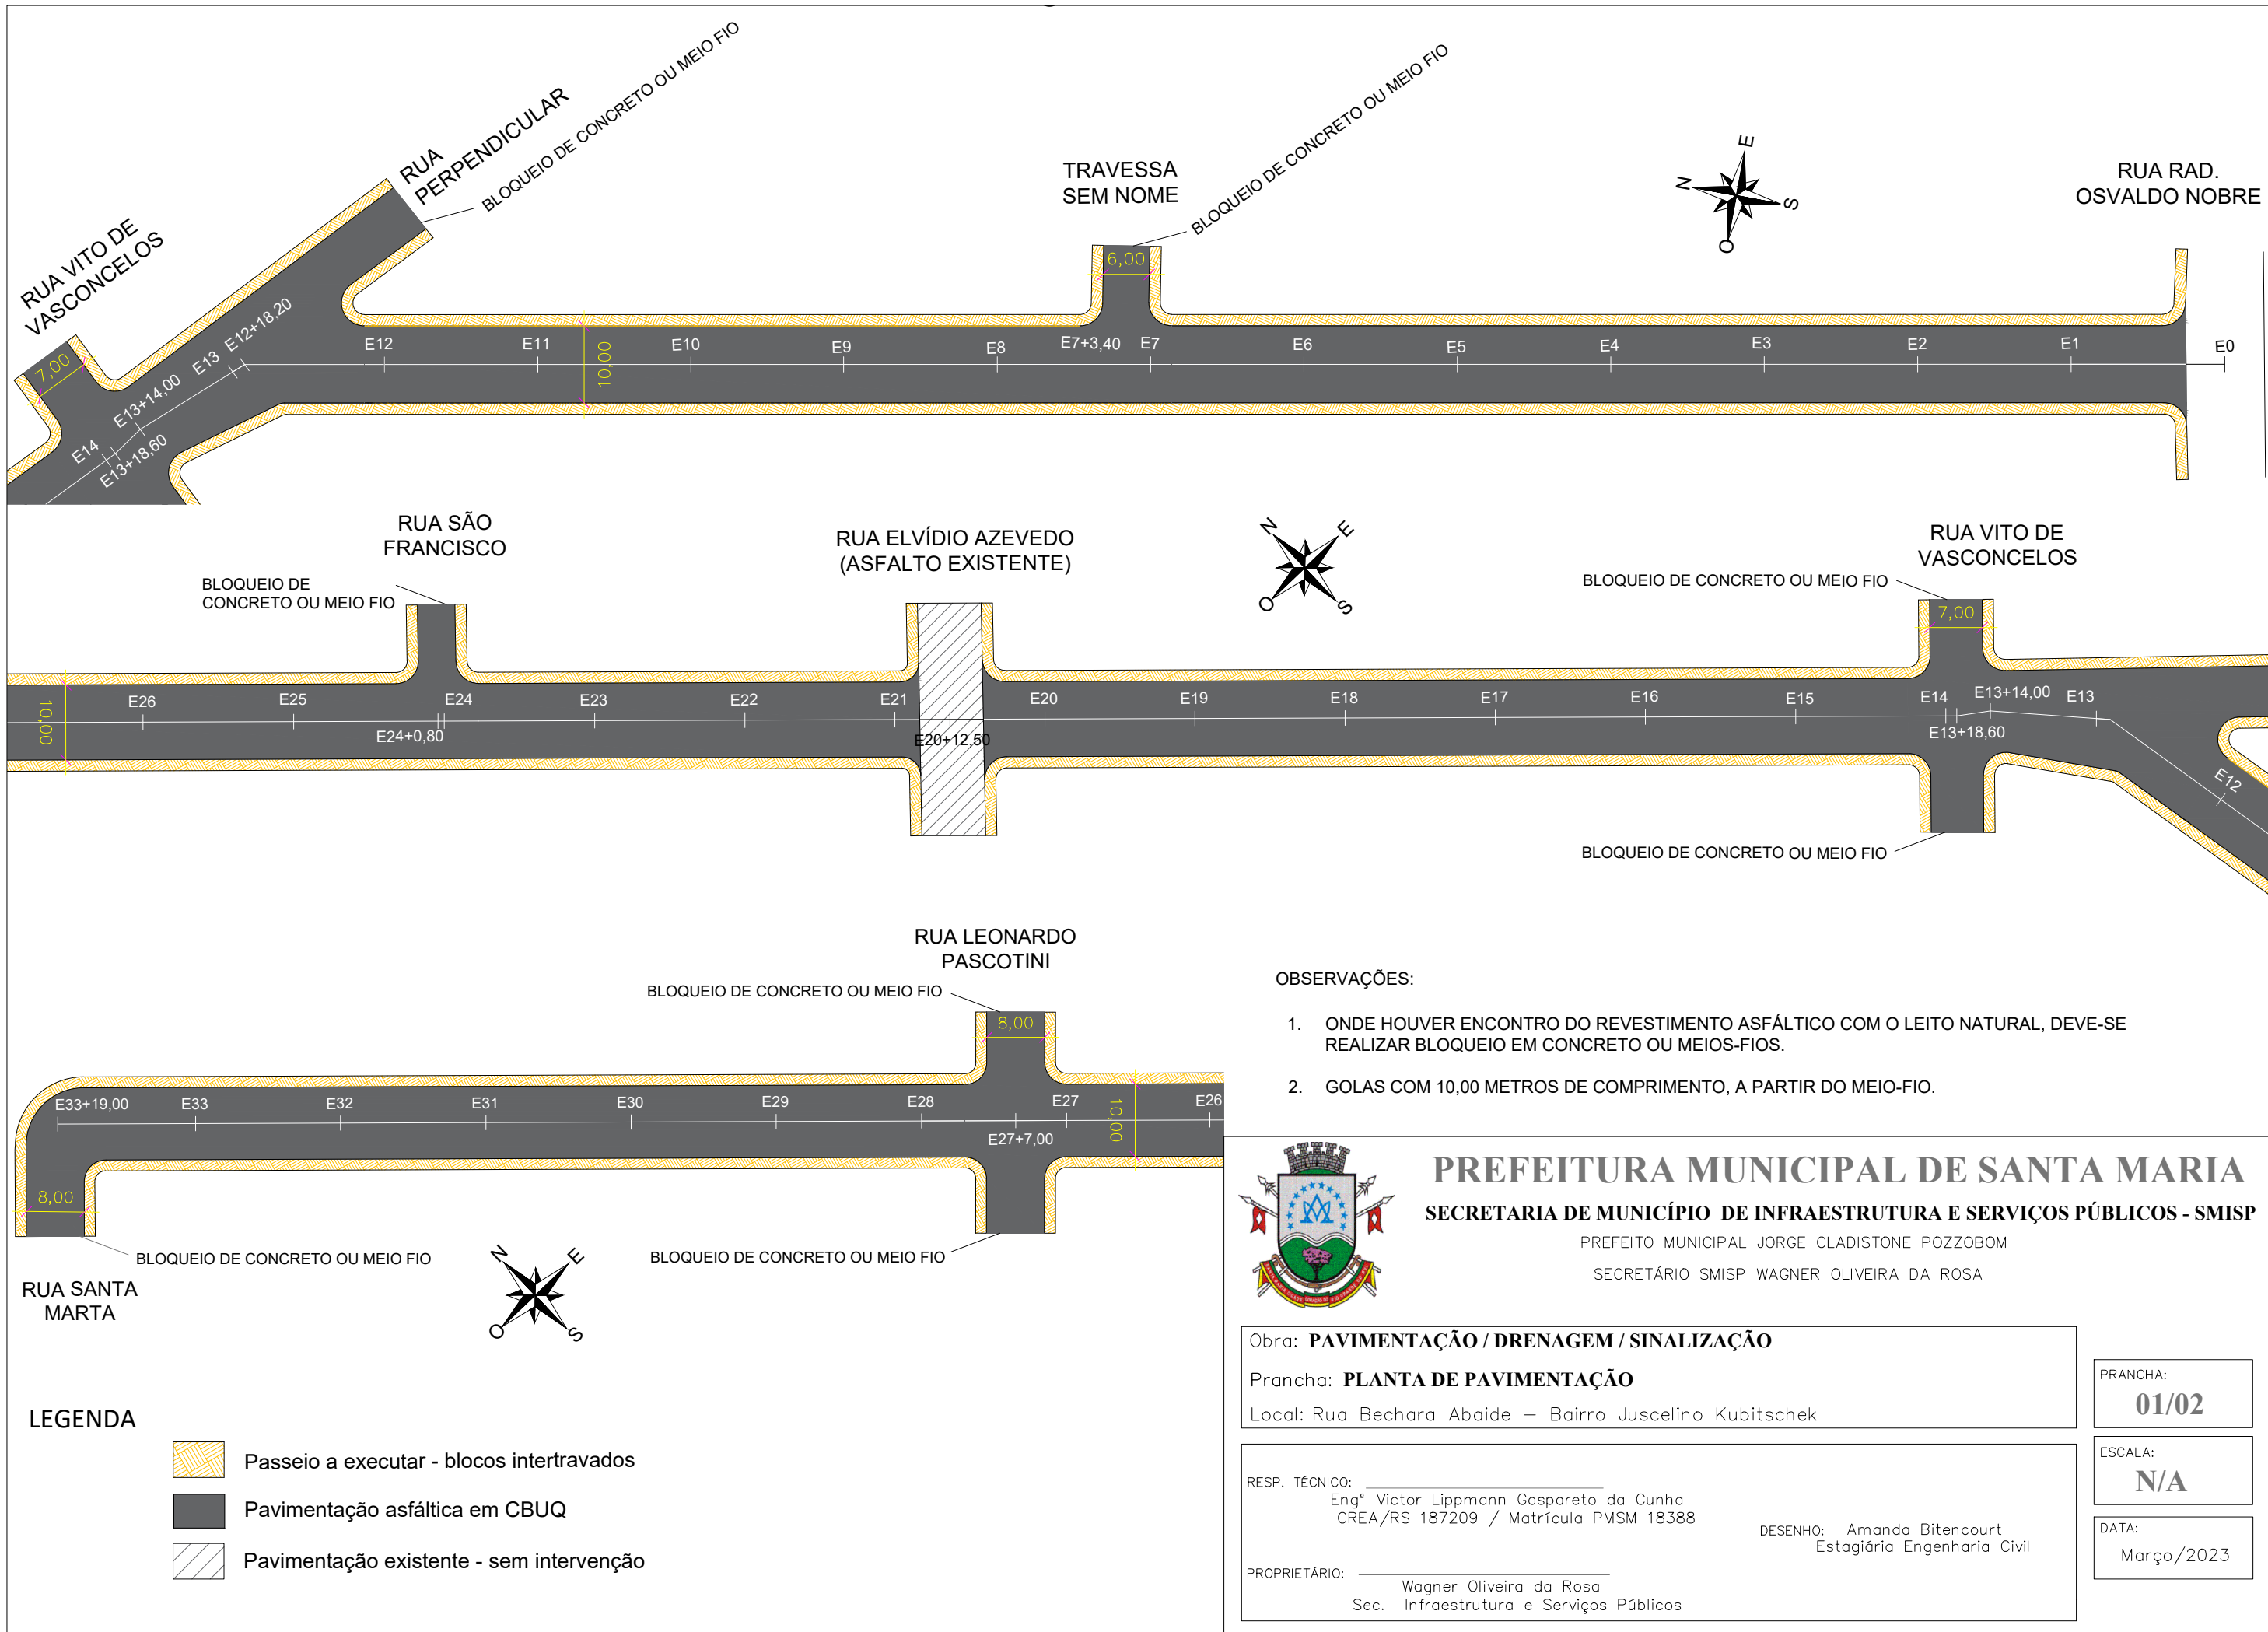 RUA VITO DE
VASCONCELOS
RUA
PERPENDICULAR
BLOQUEIO DE CONCRETO OU MEIO FIO
TRAVESSA
SEM NOME
BLOQUEIO DE CONCRETO OU MEIO FIO
N
E
S
O
RUA RAD.
OSVALDO NOBRE
7,00
6,00
10,00
E14
E13+18,60
E13+14,00
E13
E12+18,20
E12
E11
E10
E9
E8
E7+3,40
E7
E6
E5
E4
E3
E2
E1
E0
RUA SÃO
FRANCISCO
BLOQUEIO DE
CONCRETO OU MEIO FIO
RUA ELVÍDIO AZEVEDO
(ASFALTO EXISTENTE)
N
E
S
O
RUA VITO DE
VASCONCELOS
BLOQUEIO DE CONCRETO OU MEIO FIO
7,00
10,00
E26
E25
E24+0,80
E24
E23
E22
E21
E20+12,50
E20
E19
E18
E17
E16
E15
E14
E13+18,60
E13+14,00
E13
E12
BLOQUEIO DE CONCRETO OU MEIO FIO
RUA LEONARDO
PASCOTINI
BLOQUEIO DE CONCRETO OU MEIO FIO
8,00
E33+19,00
E33
E32
E31
E30
E29
E28
E27+7,00
E27
10,00
E26
8,00
BLOQUEIO DE CONCRETO OU MEIO FIO
BLOQUEIO DE CONCRETO OU MEIO FIO
RUA SANTA
MARTA
N
E
S
O
OBSERVAÇÕES:
1. ONDE HOUVER ENCONTRO DO REVESTIMENTO ASFÁLTICO COM O LEITO NATURAL, DEVE-SE
REALIZAR BLOQUEIO EM CONCRETO OU MEIOS-FIOS.
2. GOLAS COM 10,00 METROS DE COMPRIMENTO, A PARTIR DO MEIO-FIO.
LEGENDA
Passeio a executar - blocos intertravados
Pavimentação asfáltica em CBUQ
Pavimentação existente - sem intervenção
PREFEITURA MUNICIPAL DE SANTA MARIA
SECRETARIA DE MUNICÍPIO DE INFRAESTRUTURA E SERVIÇOS PÚBLICOS - SMISP
PREFEITO MUNICIPAL JORGE CLADISTONE POZZOBOM
SECRETÁRIO SMISP WAGNER OLIVEIRA DA ROSA
Obra: PAVIMENTAÇÃO / DRENAGEM / SINALIZAÇÃO
Prancha: PLANTA DE PAVIMENTAÇÃO
Local: Rua Bechara Abaide – Bairro Juscelino Kubitschek
PRANCHA:
01/02
ESCALA:
N/A
DATA:
Março/2023
RESP. TÉCNICO:
Engº Victor Lippmann Gaspareto da Cunha
CREA/RS 187209 / Matrícula PMSM 18388
DESENHO: Amanda Bitencourt
Estagiária Engenharia Civil
PROPRIETÁRIO:
Wagner Oliveira da Rosa
Sec. Infraestrutura e Serviços Públicos